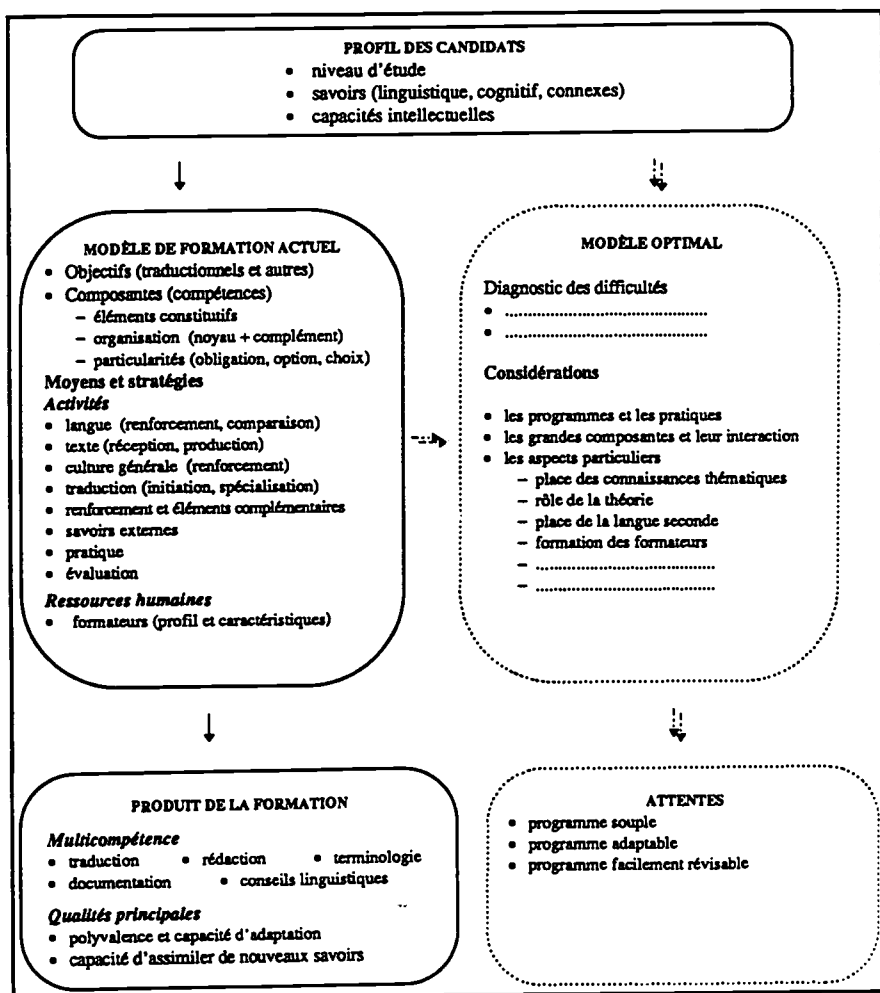 PROFIL DES CANDIDATS
• niveau d'étude
• savoirs (linguistique, cognitif, connexes)
• capacités intellectuelles
MODÈLE DE FORMATION ACTUEL
• Objectifs (traductionnels et autres)
• Composantes (compétences)
– éléments constitutifs
– organisation (noyau + complément)
– particularités (obligation, option, choix)
Moyens et stratégies
Activités
• langue (renforcement, comparaison)
• texte (réception, production)
• culture générale (renforcement)
• traduction (initiation, spécialisation)
• renforcement et éléments complémentaires
• savoirs externes
• pratique
• évaluation
Ressources humaines
• formateurs (profil et caractéristiques)
MODÈLE OPTIMAL
Diagnostic des difficultés
• ........................................
• ........................................
Considérations
• les programmes et les pratiques
• les grandes composantes et leur interaction
• les aspects particuliers
– place des connaissances thématiques
– rôle de la théorie
– place de la langue seconde
– formation des formateurs
– ....................................
– ....................................
PRODUIT DE LA FORMATION
Multicompétence
• traduction • rédaction • terminologie
• documentation • conseils linguistiques
Qualités principales
• polyvalence et capacité d'adaptation
• capacité d'assimiler de nouveaux savoirs
ATTENTES
• programme souple
• programme adaptable
• programme facilement révisable